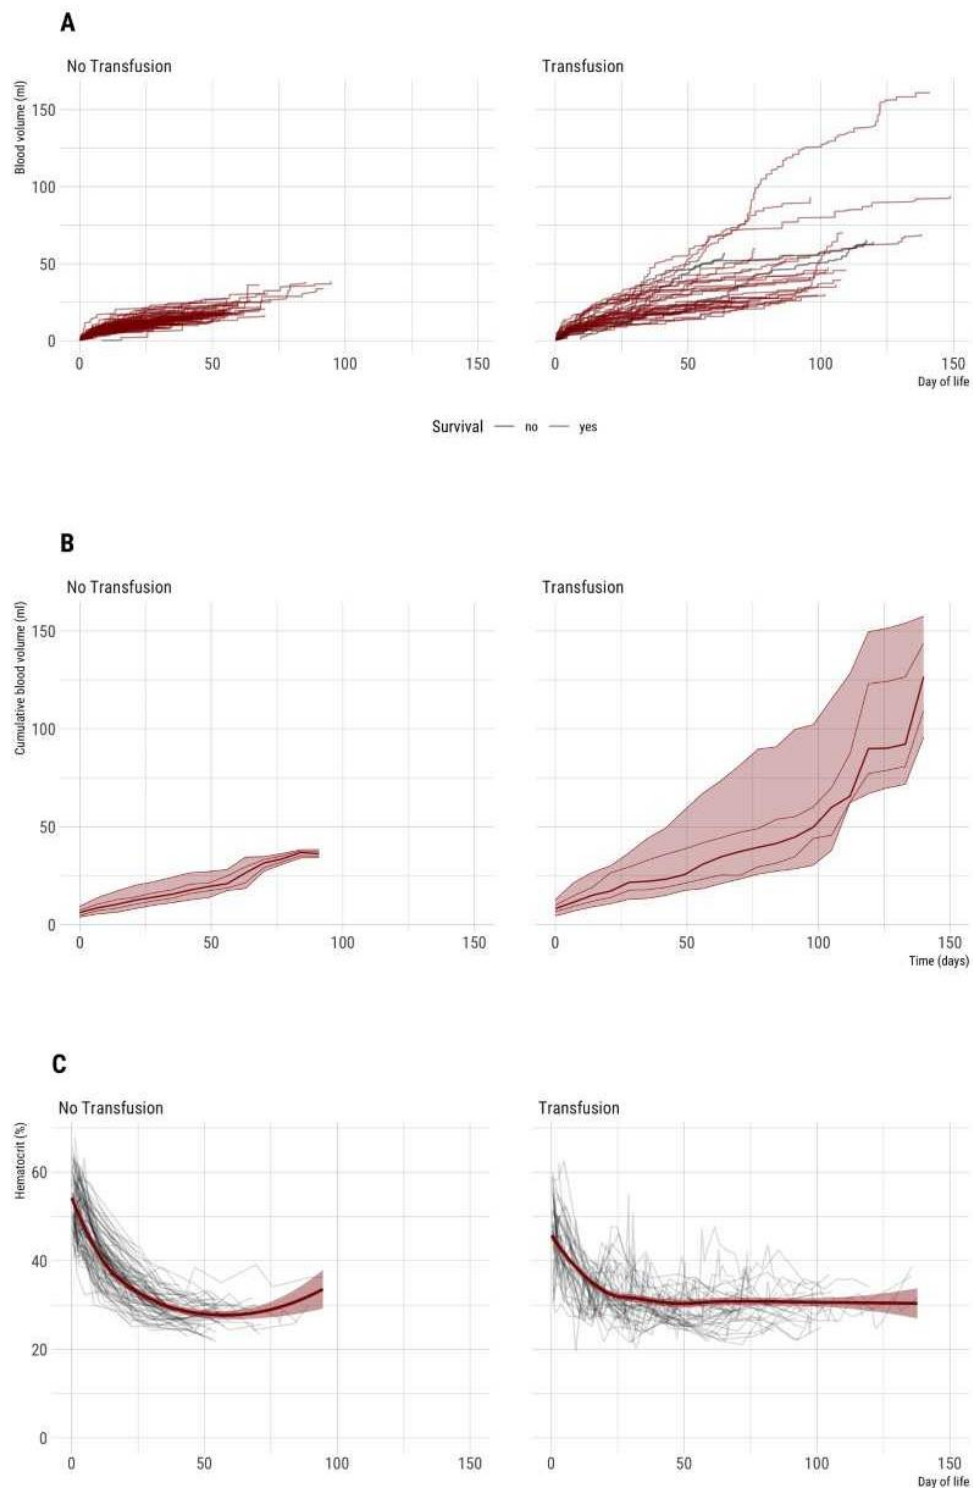 A
No Transfusion
Transfusion
Blood volume (ml)
150
100
50
0
0 50 100 150
0 50 100 150
Day of life
Survival no yes
B
No Transfusion
Transfusion
Cumulative blood volume (ml)
150
100
50
0
0 50 100 150
0 50 100 150
Time (days)
C
No Transfusion
Transfusion
Hematocrit (%)
60
40
20
0
0 50 100 150
0 50 100 150
Day of life